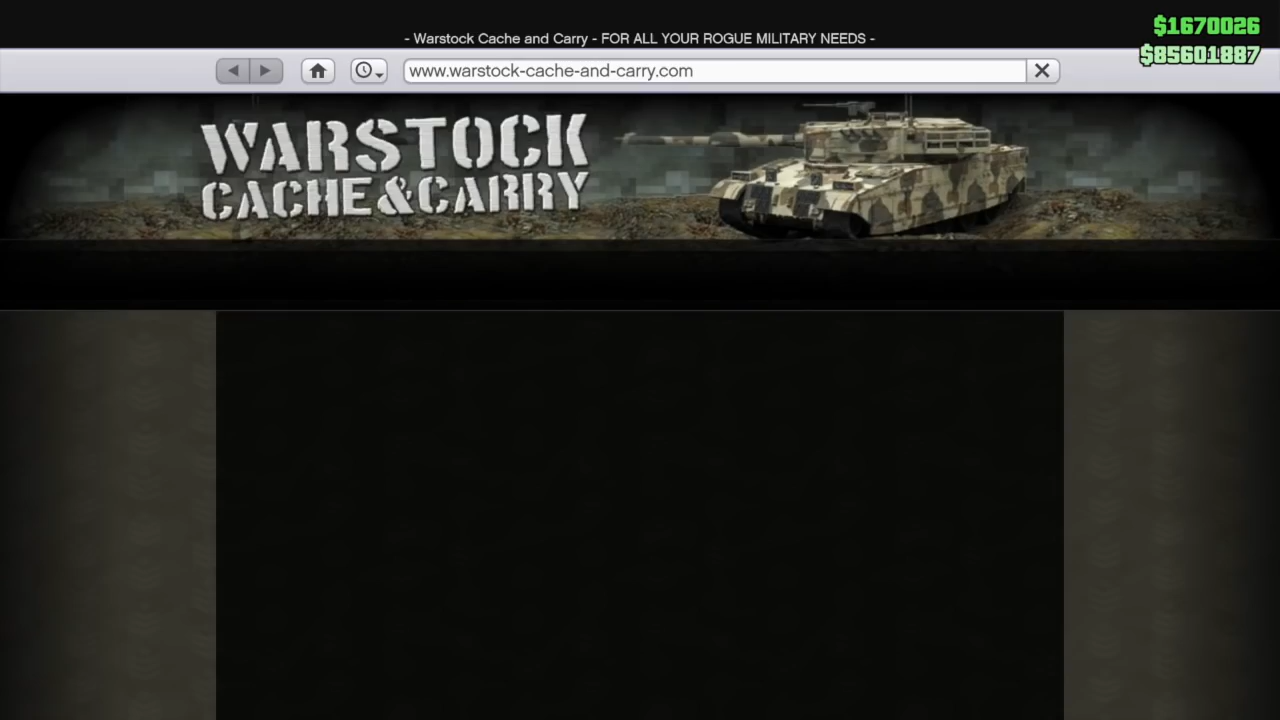 - Warstock Cache and Carry - FOR ALL YOUR ROGUE MILITARY NEEDS -
$1670026
$85601887
www.warstock-cache-and-carry.com
WARSTOCK
CACHE&CARRY